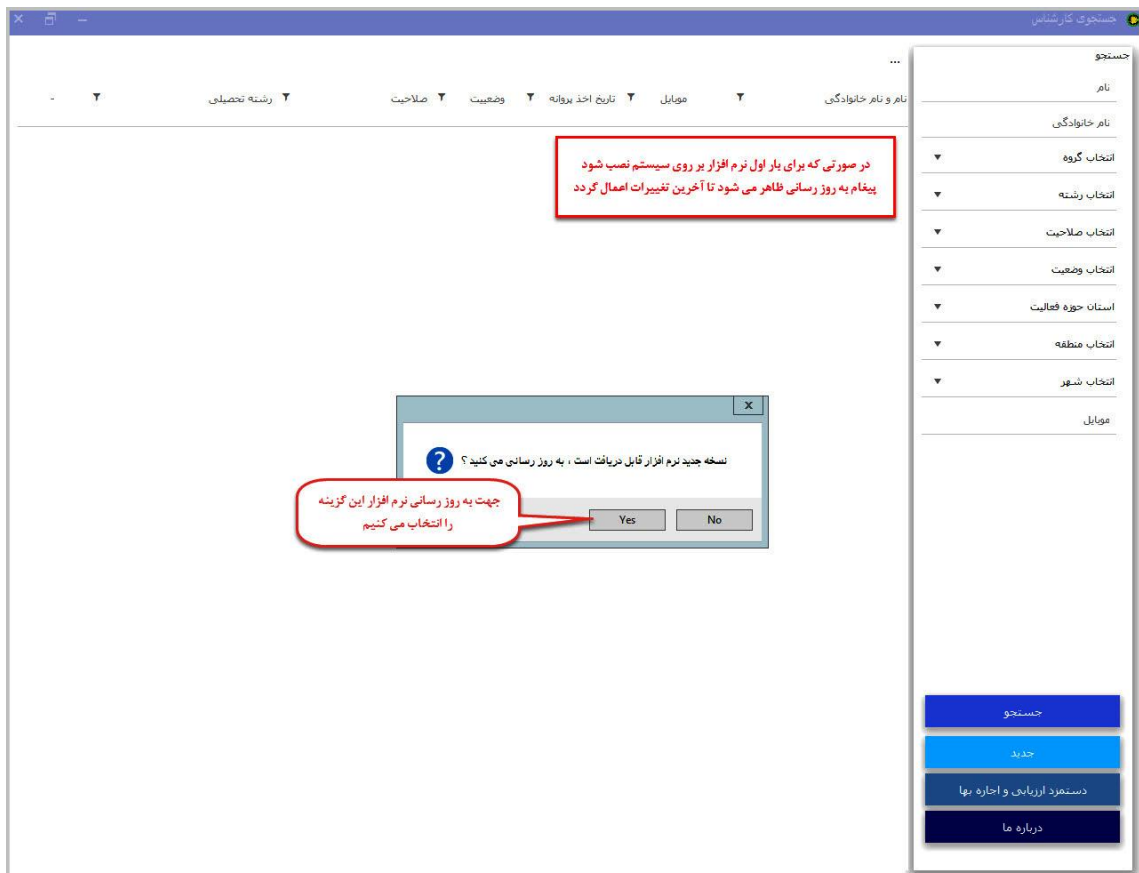 جستجوی کارشناس
جستجو
نام
نام خانوادگی
انتخاب گروه
انتخاب رشته
انتخاب صلاحیت
انتخاب وضعیت
استان حوزه فعالیت
انتخاب منطقه
انتخاب شهر
موبایل
جستجو
جدید
دستمزد ارزیابی و اجاره بها
درباره ما
...
نام و نام خانوادگی موبایل تاریخ اخذ پروانه وضعیت صلاحیت رشته تحصیلی -
در صورتی که برای بار اول نرم افزار بر روی سیستم نصب شود
پیغام به روز رسانی ظاهر می شود تا آخرین تغییرات اعمال گردد
x
نسخه جدید نرم افزار قابل دریافت است ، به روز رسانی می کنید ؟
?
Yes No
جهت به روز رسانی نرم افزار این گزینه
را انتخاب می کنیم